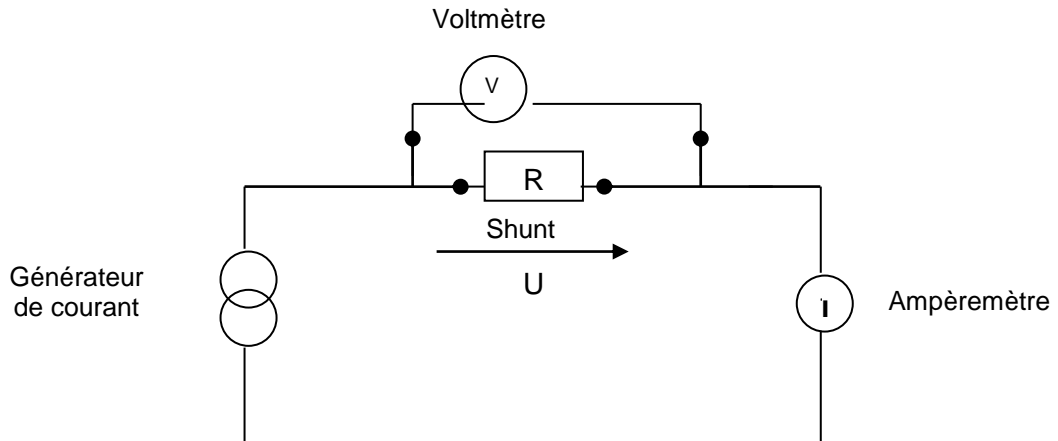 Voltmètre
V
R
Shunt
U
Générateur
de courant
I
Ampèremètre